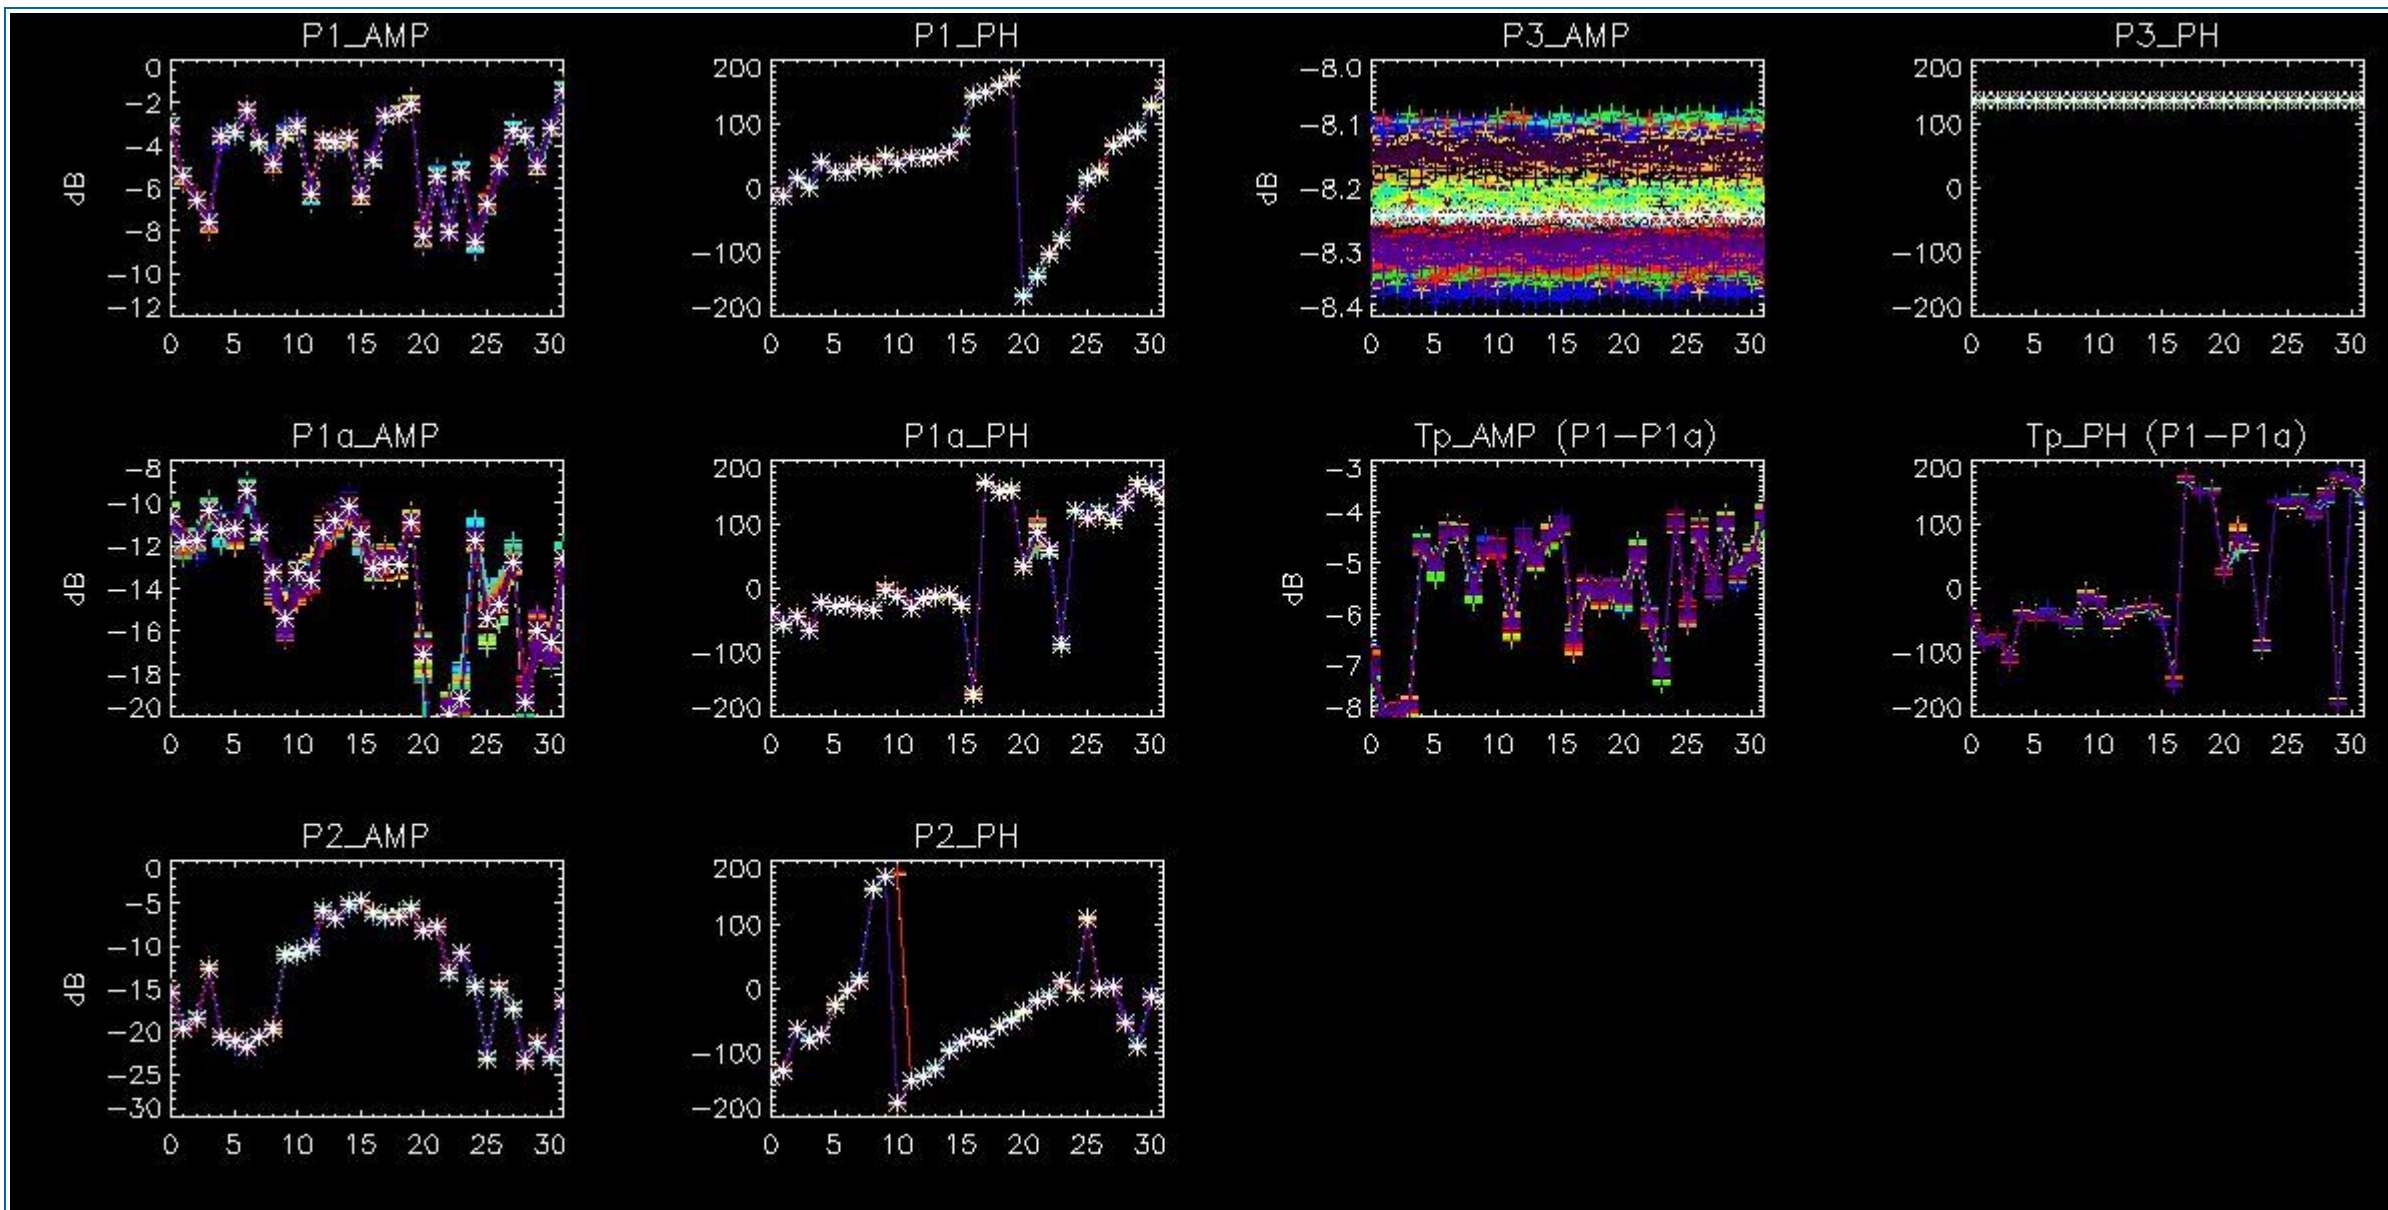 P1_AMP
0
−2
−4
−6
−8
−10
−12
dB
0 5 10 15 20 25 30
P1_PH
200
100
0
−100
−200
0 5 10 15 20 25 30
P3_AMP
−8.0
−8.1
−8.2
−8.3
−8.4
dB
0 5 10 15 20 25 30
P3_PH
200
100
0
−100
−200
0 5 10 15 20 25 30
P1a_AMP
−8
−10
−12
−14
−16
−18
−20
dB
0 5 10 15 20 25 30
P1a_PH
200
100
0
−100
−200
0 5 10 15 20 25 30
Tp_AMP (P1−P1a)
−3
−4
−5
−6
−7
−8
dB
0 5 10 15 20 25 30
Tp_PH (P1−P1a)
200
100
0
−100
−200
0 5 10 15 20 25 30
P2_AMP
0
−5
−10
−15
−20
−25
−30
dB
0 5 10 15 20 25 30
P2_PH
200
100
0
−100
−200
0 5 10 15 20 25 30